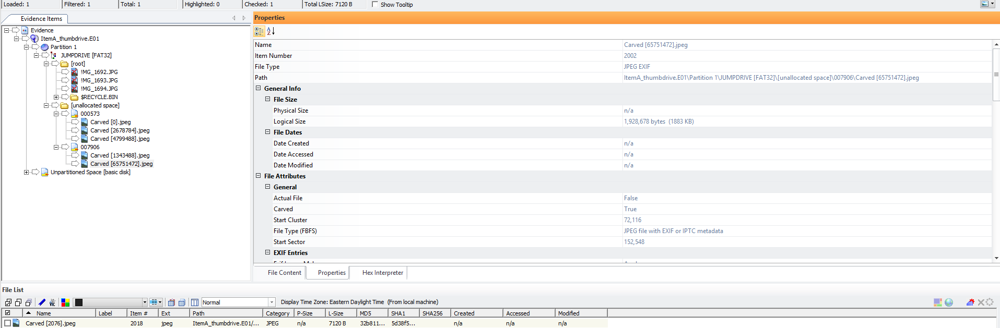 Loaded: 1 Filtered: 1 Total: 1 Highlighted: 0 Checked: 1 Total LSize: 7120 B Show Tooltip
Evidence Items
Evidence
ItemA_thumbdrive.E01
Partition 1
JUMPDRIVE [FAT32]
[root]
!MG_1692.JPG
!MG_1693.JPG
!MG_1694.JPG
$RECYCLE.BIN
[unallocated space]
000573
Carved [0].jpeg
Carved [2678784].jpeg
Carved [4799488].jpeg
007906
Carved [1343488].jpeg
Carved [65751472].jpeg
Unpartitioned Space [basic disk]
Properties
Name Carved [65751472].jpeg
Item Number 2002
File Type JPEG EXIF
Path ItemA_thumbdrive.E01\Partition 1\JUMPDRIVE [FAT32]\[unallocated space]\007906\Carved [65751472].jpeg
General Info
File Size
Physical Size n/a
Logical Size 1,928,678 bytes (1883 KB)
File Dates
Date Created n/a
Date Accessed n/a
Date Modified n/a
File Attributes
General
Actual File False
Carved True
Start Cluster 72,116
File Type (FBFS) JPEG file with EXIF or IPTC metadata
Start Sector 152,548
EXIF Entries
File Content Properties Hex Interpreter
File List
Normal Display Time Zone: Eastern Daylight Time (From local machine)
Name Label Item # Ext Path Category P-Size L-Size MD5 SHA1 SHA256 Created Accessed Modified
Carved [2076].jpeg 2018 jpeg ItemA_thumbdrive.E01/... JPEG n/a 7120 B 32b811... 5d38f5... n/a n/a n/a